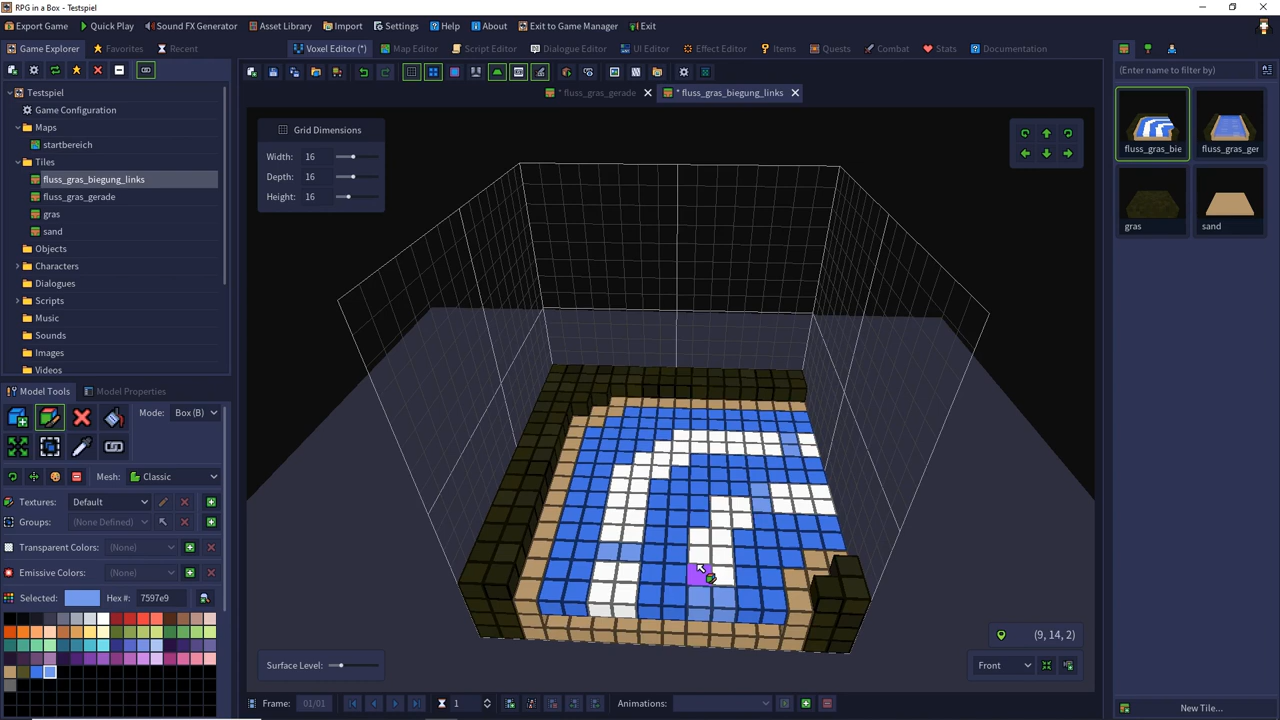 RPG in a Box - Testspiel
Export Game Quick Play Sound FX Generator Asset Library Import Settings Help About Exit to Game Manager Exit
Game Explorer Favorites Recent Voxel Editor (*) Map Editor Script Editor Dialogue Editor UI Editor Effect Editor Items Quests Combat Stats Documentation
(Enter name to filter by)
* fluss_gras_gerade * fluss_gras_biegung_links
Testspiel
Game Configuration
Maps
startbereich
Tiles
fluss_gras_biegung_links
fluss_gras_gerade
gras
sand
Objects
Characters
Dialogues
Scripts
Music
Sounds
Images
Videos
Grid Dimensions
Width: 16
Depth: 16
Height: 16
fluss_gras_bie fluss_gras_ger
gras sand
Model Tools Model Properties
Mode: Box (B)
Mesh: Classic
Textures: Default
Groups: (None Defined)
Transparent Colors: (None)
Emissive Colors: (None)
Selected: Hex #: 7597e9
(9, 14, 2)
Surface Level: Front
Frame: 01/01 1 Animations:
New Tile...